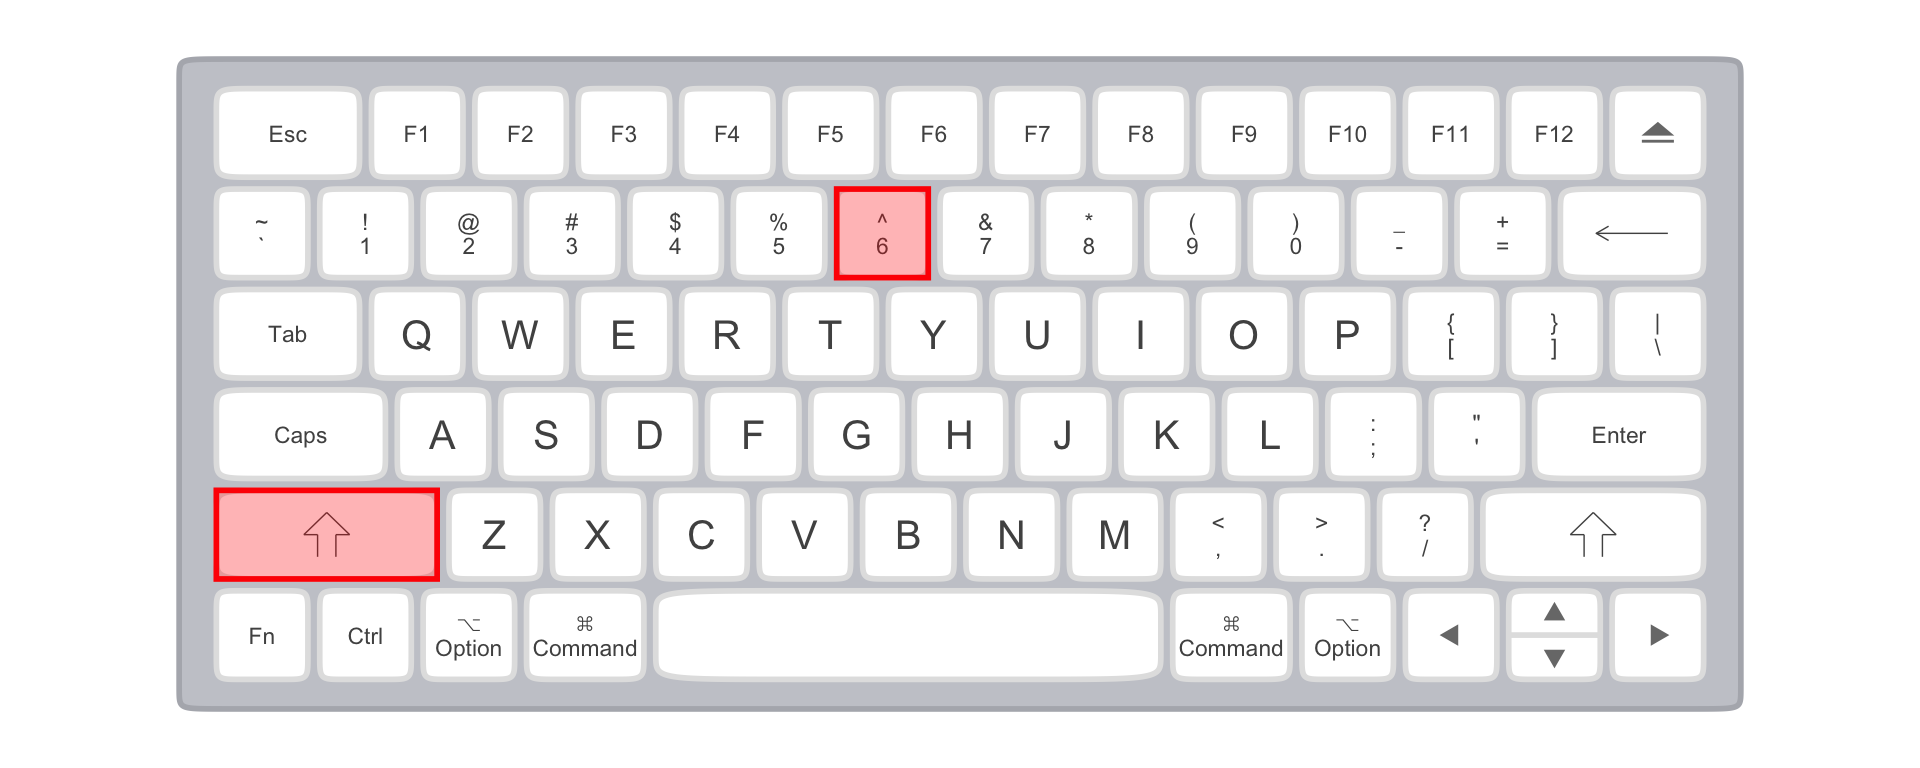 Esc F1 F2 F3 F4 F5 F6 F7 F8 F9 F10 F11 F12
~ ! @ # $ % ^ & * ( ) _ +
` 1 2 3 4 5 6 7 8 9 0 - =
Tab Q W E R T Y U I O P { } |
[ ] \
Caps A S D F G H J K L : " Enter
; '
Z X C V B N M < > ?
, . /
Fn Ctrl ⌥ ⌘ ⌘ ⌥
Option Command Command Option